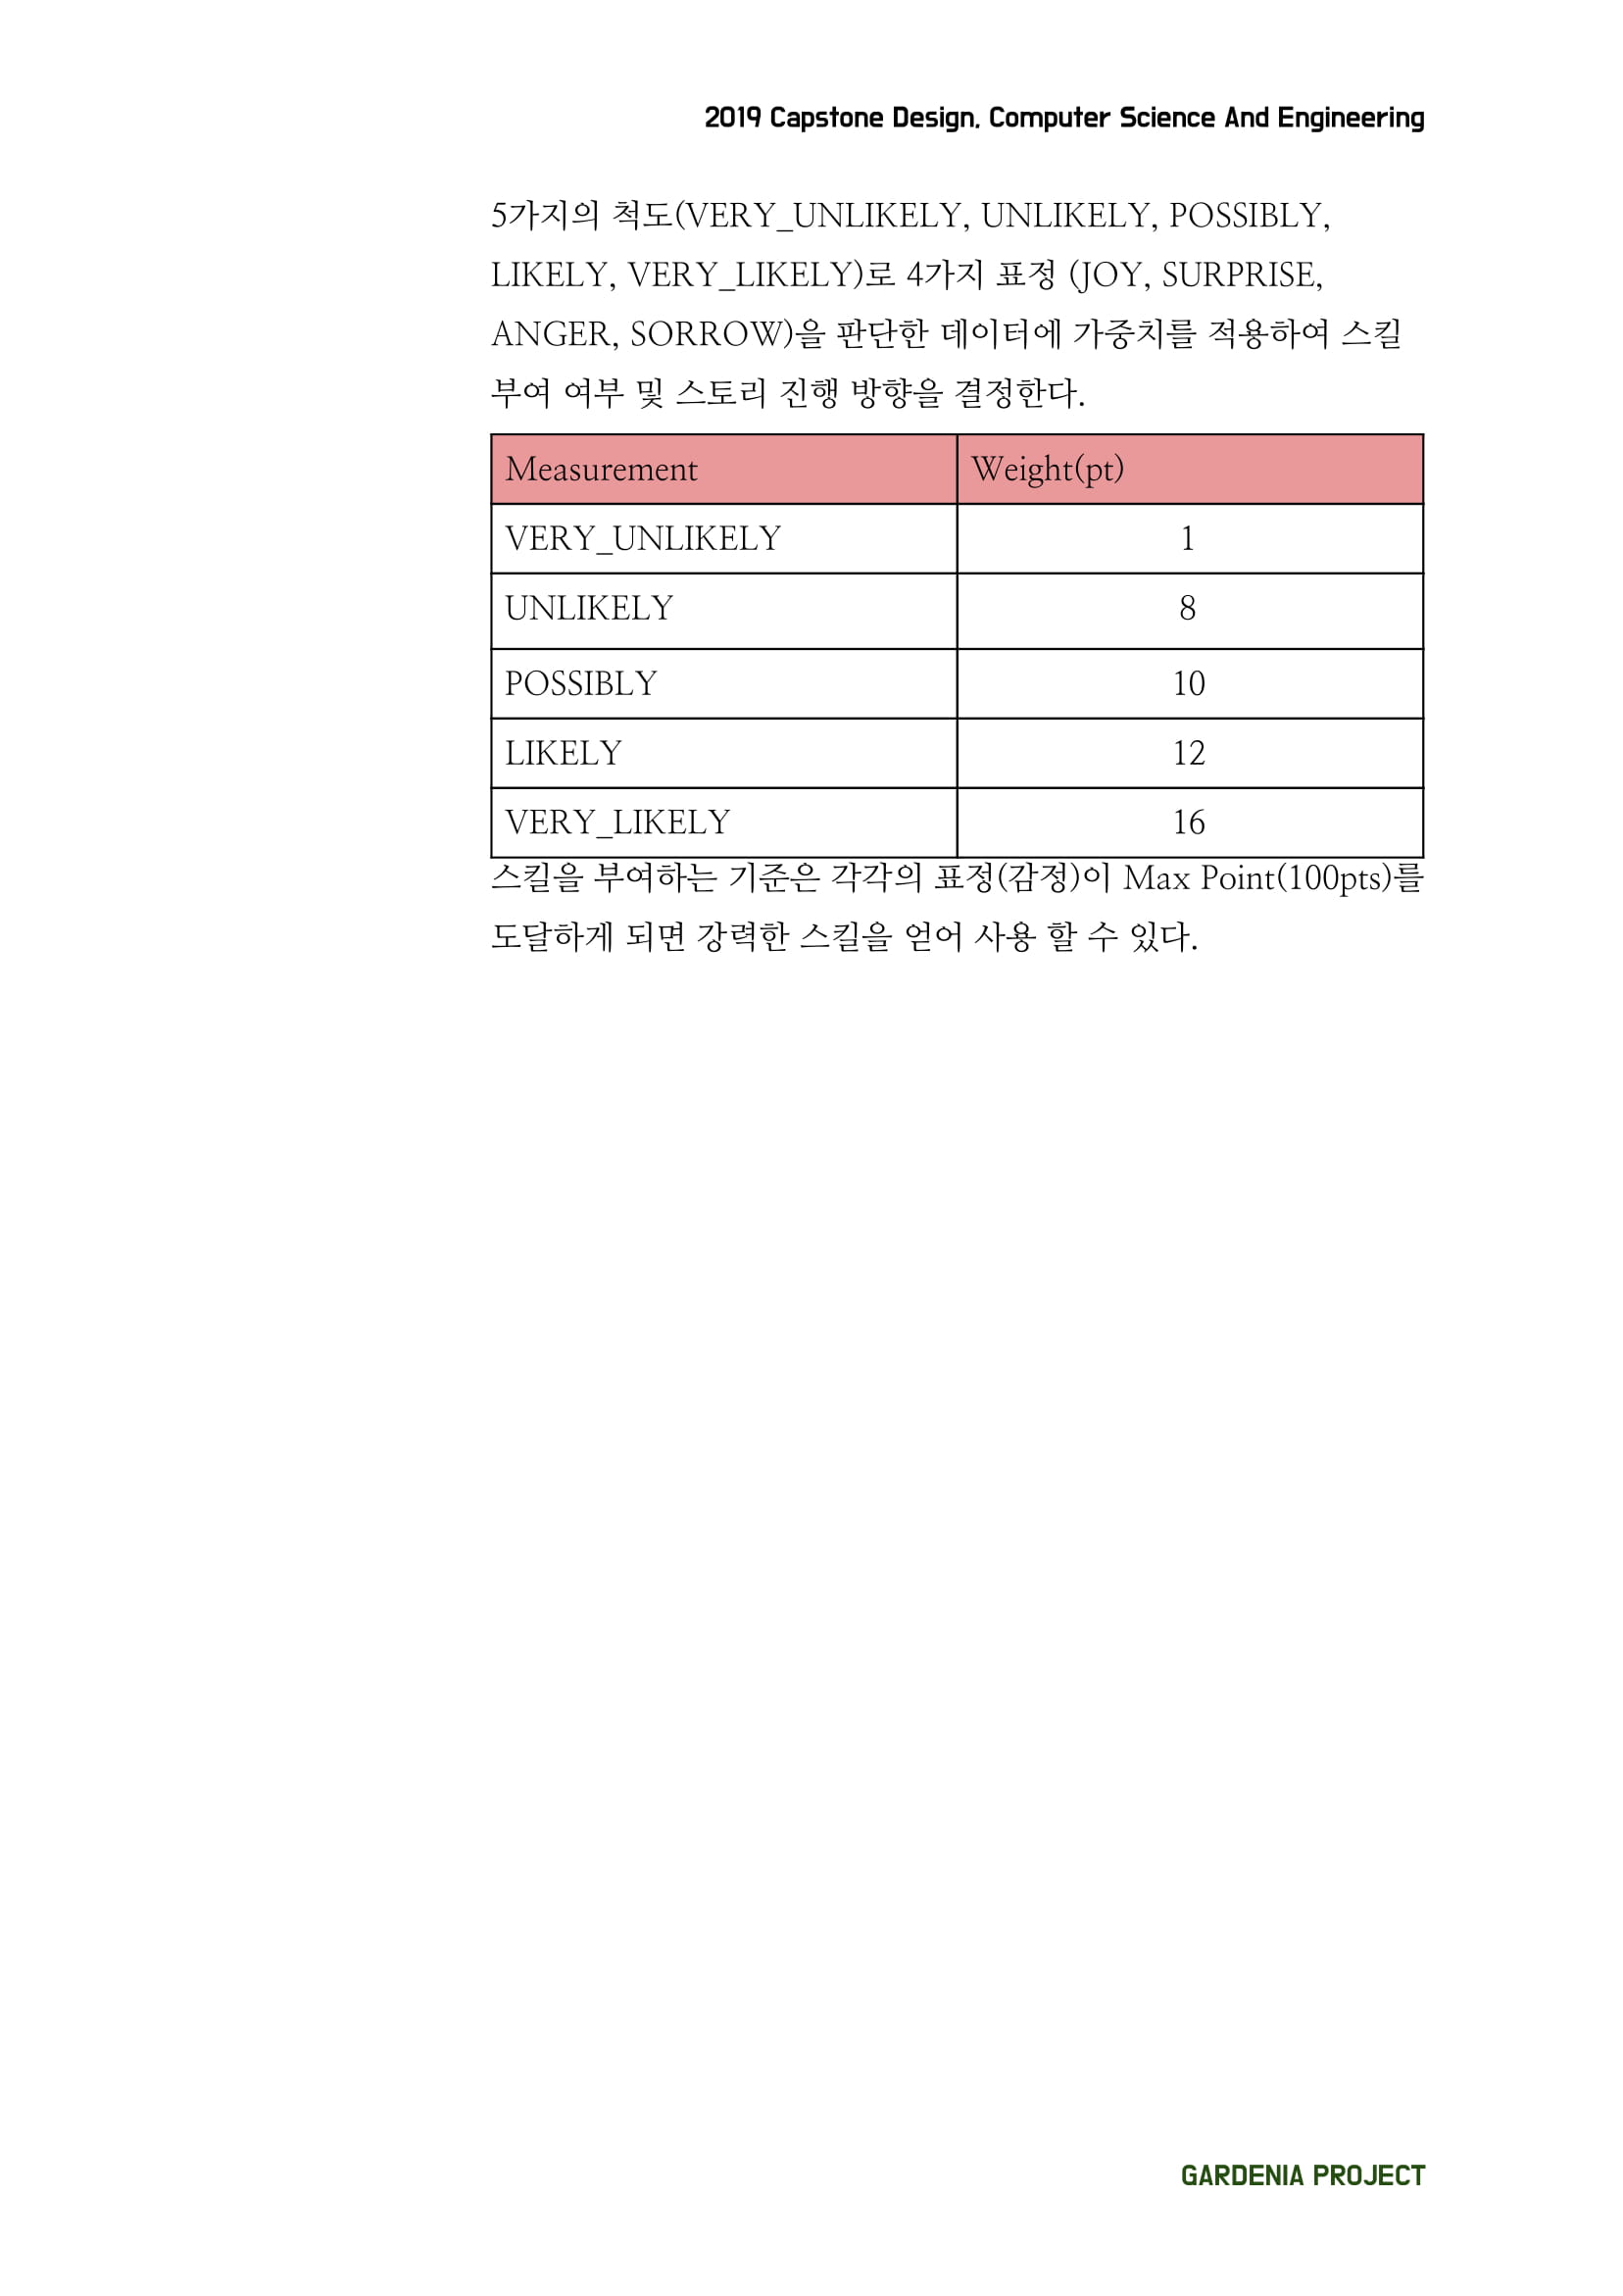 2019 Capstone Design, Computer Science And Engineering
5가지의 척도(VERY_UNLIKELY, UNLIKELY, POSSIBLY,
LIKELY, VERY_LIKELY)로 4가지 표정 (JOY, SURPRISE,
ANGER, SORROW)을 판단한 데이터에 가중치를 적용하여 스킬
부여 여부 및 스토리 진행 방향을 결정한다.
Measurement Weight(pt)
VERY_UNLIKELY 1
UNLIKELY 8
POSSIBLY 10
LIKELY 12
VERY_LIKELY 16
스킬을 부여하는 기준은 각각의 표정(감정)이 Max Point(100pts)를
도달하게 되면 강력한 스킬을 얻어 사용 할 수 있다.
GARDENIA PROJECT